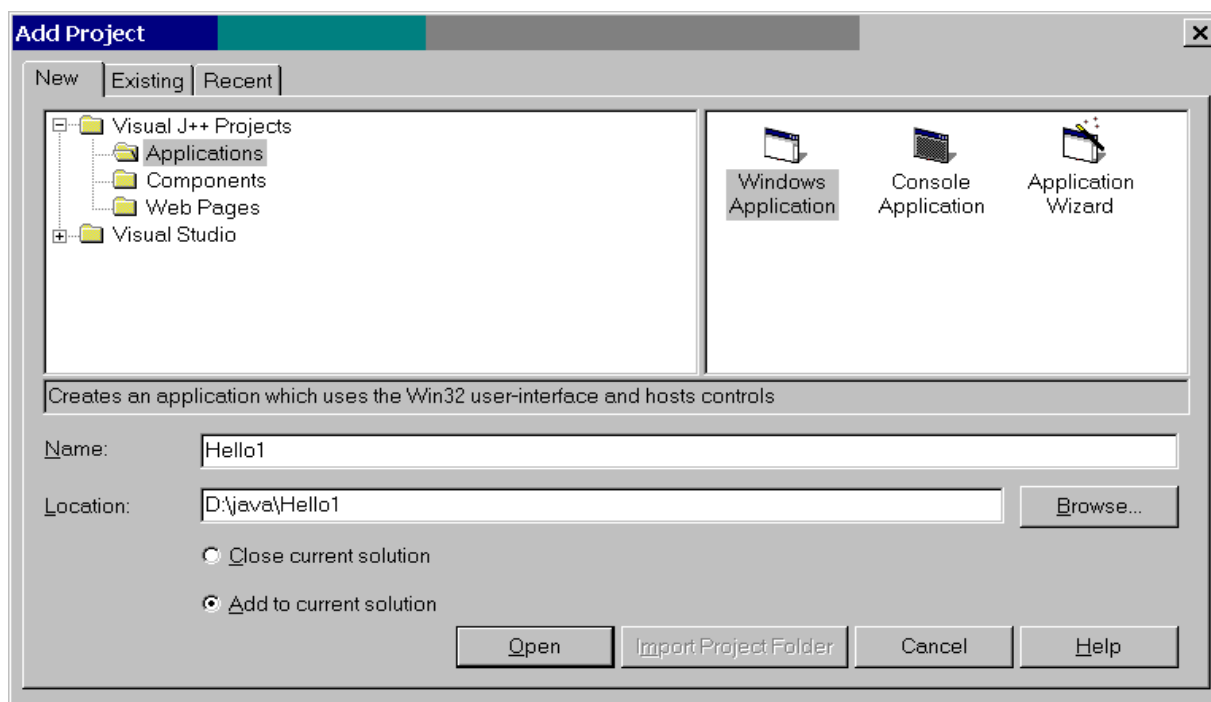 Add Project
New Existing Recent
Visual J++ Projects
Applications
Components
Web Pages
Visual Studio
Windows Application
Console Application
Application Wizard
Creates an application which uses the Win32 user-interface and hosts controls
Name: Hello1
Location: D:\java\Hello1 Browse...
Close current solution
Add to current solution
Open Import Project Folder Cancel Help